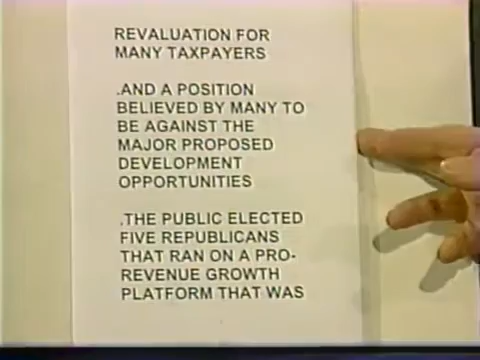 REVALUATION FOR
MANY TAXPAYERS
.AND A POSITION
BELIEVED BY MANY TO
BE AGAINST THE
MAJOR PROPOSED
DEVELOPMENT
OPPORTUNITIES
.THE PUBLIC ELECTED
FIVE REPUBLICANS
THAT RAN ON A PRO-
REVENUE GROWTH
PLATFORM THAT WAS